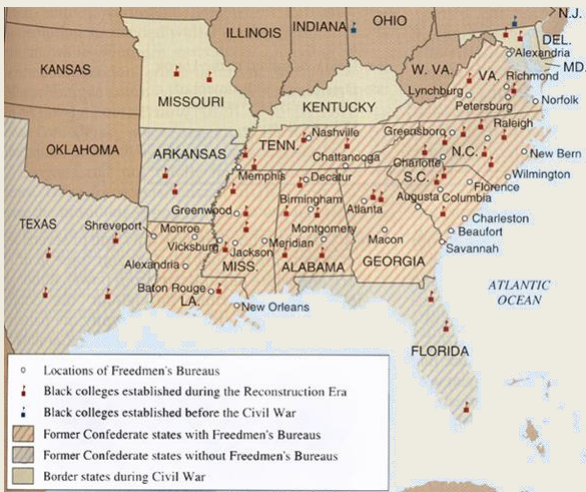 N.J.
OHIO
INDIANA
ILLINOIS
DEL.
Alexandria
MD.
KANSAS
W. VA.
VA.
Richmond
Lynchburg
MISSOURI
KENTUCKY
Petersburg
Norfolk
Raleigh
Greensboro
Nashville
TENN.
OKLAHOMA
ARKANSAS
Chattanooga
Charlotte
N.C.
New Bern
Memphis
Decatur
S.C.
Wilmington
Florence
Birmingham
Atlanta
Augusta
Columbia
Greenwood
TEXAS
Shreveport
Monroe
Montgomery
Charleston
Macon
Beaufort
Vicksburg
Jackson
Meridian
Savannah
Alexandria
MISS.
ALABAMA
GEORGIA
ATLANTIC
OCEAN
Baton Rouge
LA.
New Orleans
FLORIDA
Locations of Freedmen's Bureaus
Black colleges established during the Reconstruction Era
Black colleges established before the Civil War
Former Confederate states with Freedmen's Bureaus
Former Confederate states without Freedmen's Bureaus
Border states during Civil War